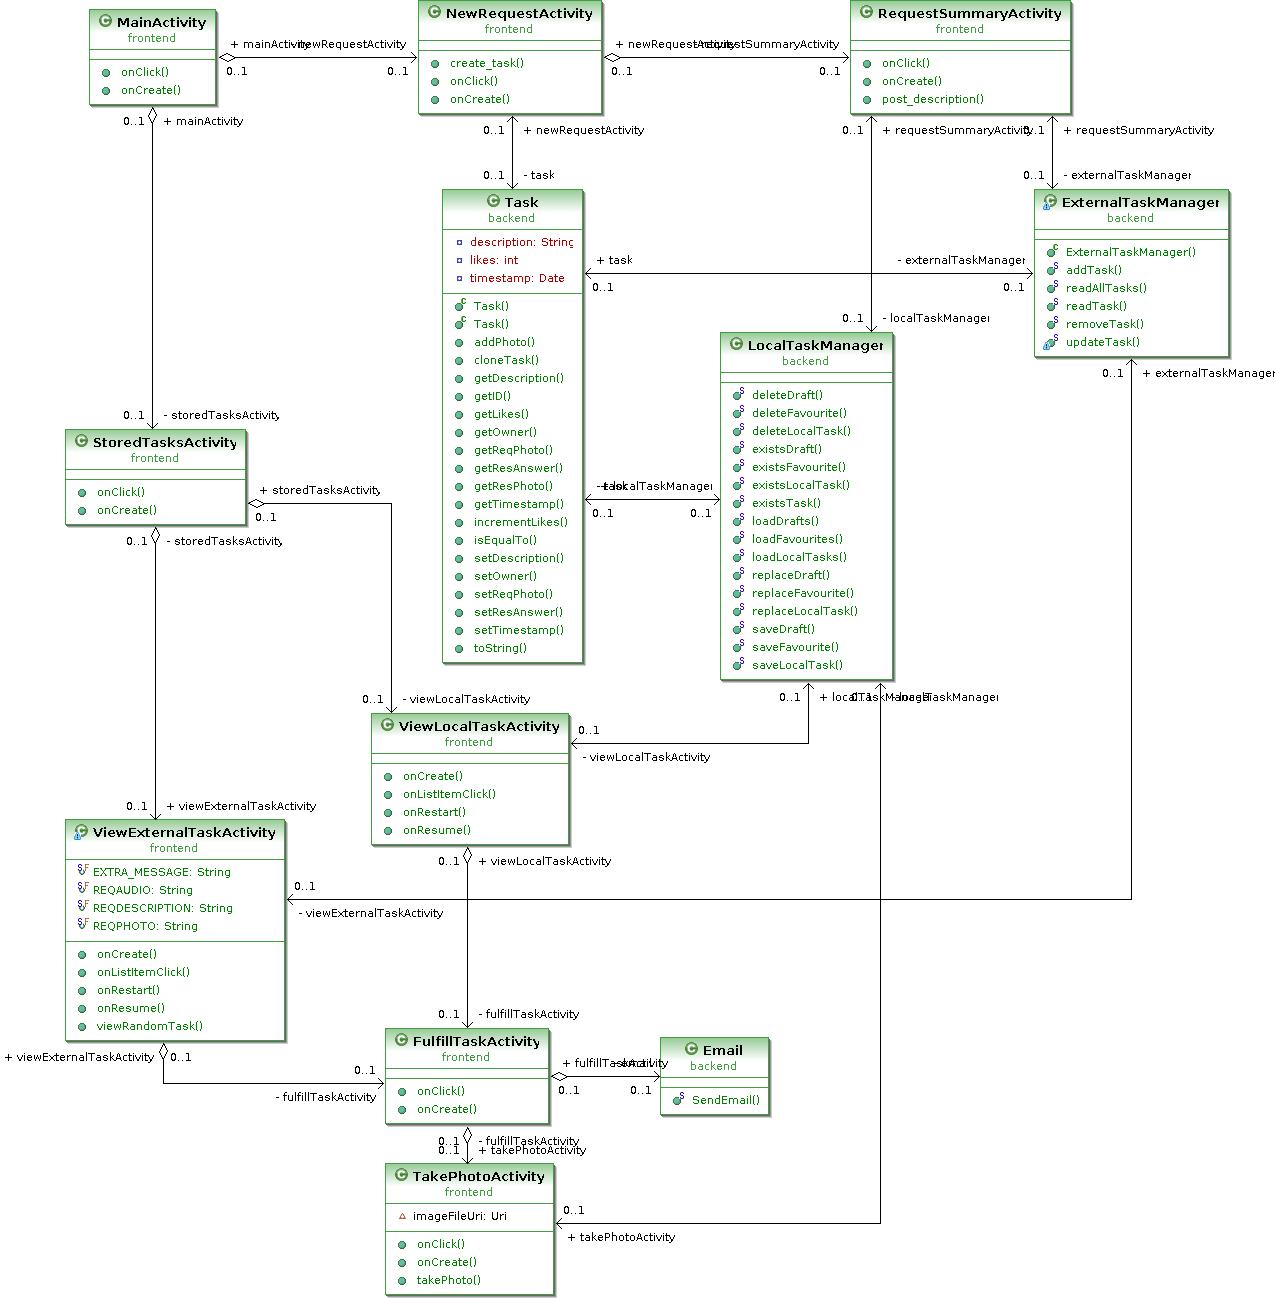 MainActivity
frontend
onClick()
onCreate()
+ mainActivity
- newRequestActivity
0..1
0..1
NewRequestActivity
frontend
create_task()
onClick()
onCreate()
+ newRequestActivity
- requestSummaryActivity
0..1
0..1
RequestSummaryActivity
frontend
onClick()
onCreate()
post_description()
0..1
+ mainActivity
0..1
+ newRequestActivity
0..1
- task
0..1
+ requestSummaryActivity
0..1
+ requestSummaryActivity
0..1
- externalTaskManager
Task
backend
description: String
likes: int
timestamp: Date
Task()
Task()
addPhoto()
cloneTask()
getDescription()
getID()
getLikes()
getOwner()
getReqPhoto()
getResAnswer()
getResPhoto()
getTimestamp()
incrementLikes()
isEqualTo()
setDescription()
setOwner()
setReqPhoto()
setResAnswer()
setTimestamp()
toString()
ExternalTaskManager
backend
ExternalTaskManager()
addTask()
readAllTasks()
readTask()
removeTask()
updateTask()
+ task
- externalTaskManager
0..1
0..1
0..1
- localTaskManager
LocalTaskManager
backend
deleteDraft()
deleteFavourite()
deleteLocalTask()
existsDraft()
existsFavourite()
existsLocalTask()
existsTask()
loadDrafts()
loadFavourites()
loadLocalTasks()
replaceDraft()
replaceFavourite()
replaceLocalTask()
saveDraft()
saveFavourite()
saveLocalTask()
0..1
+ externalTaskManager
0..1
- storedTasksActivity
StoredTasksActivity
frontend
onClick()
onCreate()
+ storedTasksActivity
0..1
0..1
- storedTasksActivity
localTaskManager
0..1
0..1
0..1
- viewLocalTaskActivity
0..1
+ localTaskManager
0..1
localTaskManager
ViewLocalTaskActivity
frontend
onCreate()
onListItemClick()
onRestart()
onResume()
0..1
- viewLocalTaskActivity
0..1
+ viewExternalTaskActivity
ViewExternalTaskActivity
frontend
EXTRA_MESSAGE: String
REQAUDIO: String
REQDESCRIPTION: String
REQPHOTO: String
onCreate()
onListItemClick()
onRestart()
onResume()
viewRandomTask()
0..1
+ viewLocalTaskActivity
0..1
- viewExternalTaskActivity
0..1
- fulfillTaskActivity
+ viewExternalTaskActivity
0..1
0..1
- fulfillTaskActivity
FulfillTaskActivity
frontend
onClick()
onCreate()
+ fulfillTaskActivity
0..1
0..1
Email
backend
SendEmail()
0..1
- fulfillTaskActivity
0..1
+ takePhotoActivity
TakePhotoActivity
frontend
imageFileUri: Uri
onClick()
onCreate()
takePhoto()
0..1
+ takePhotoActivity